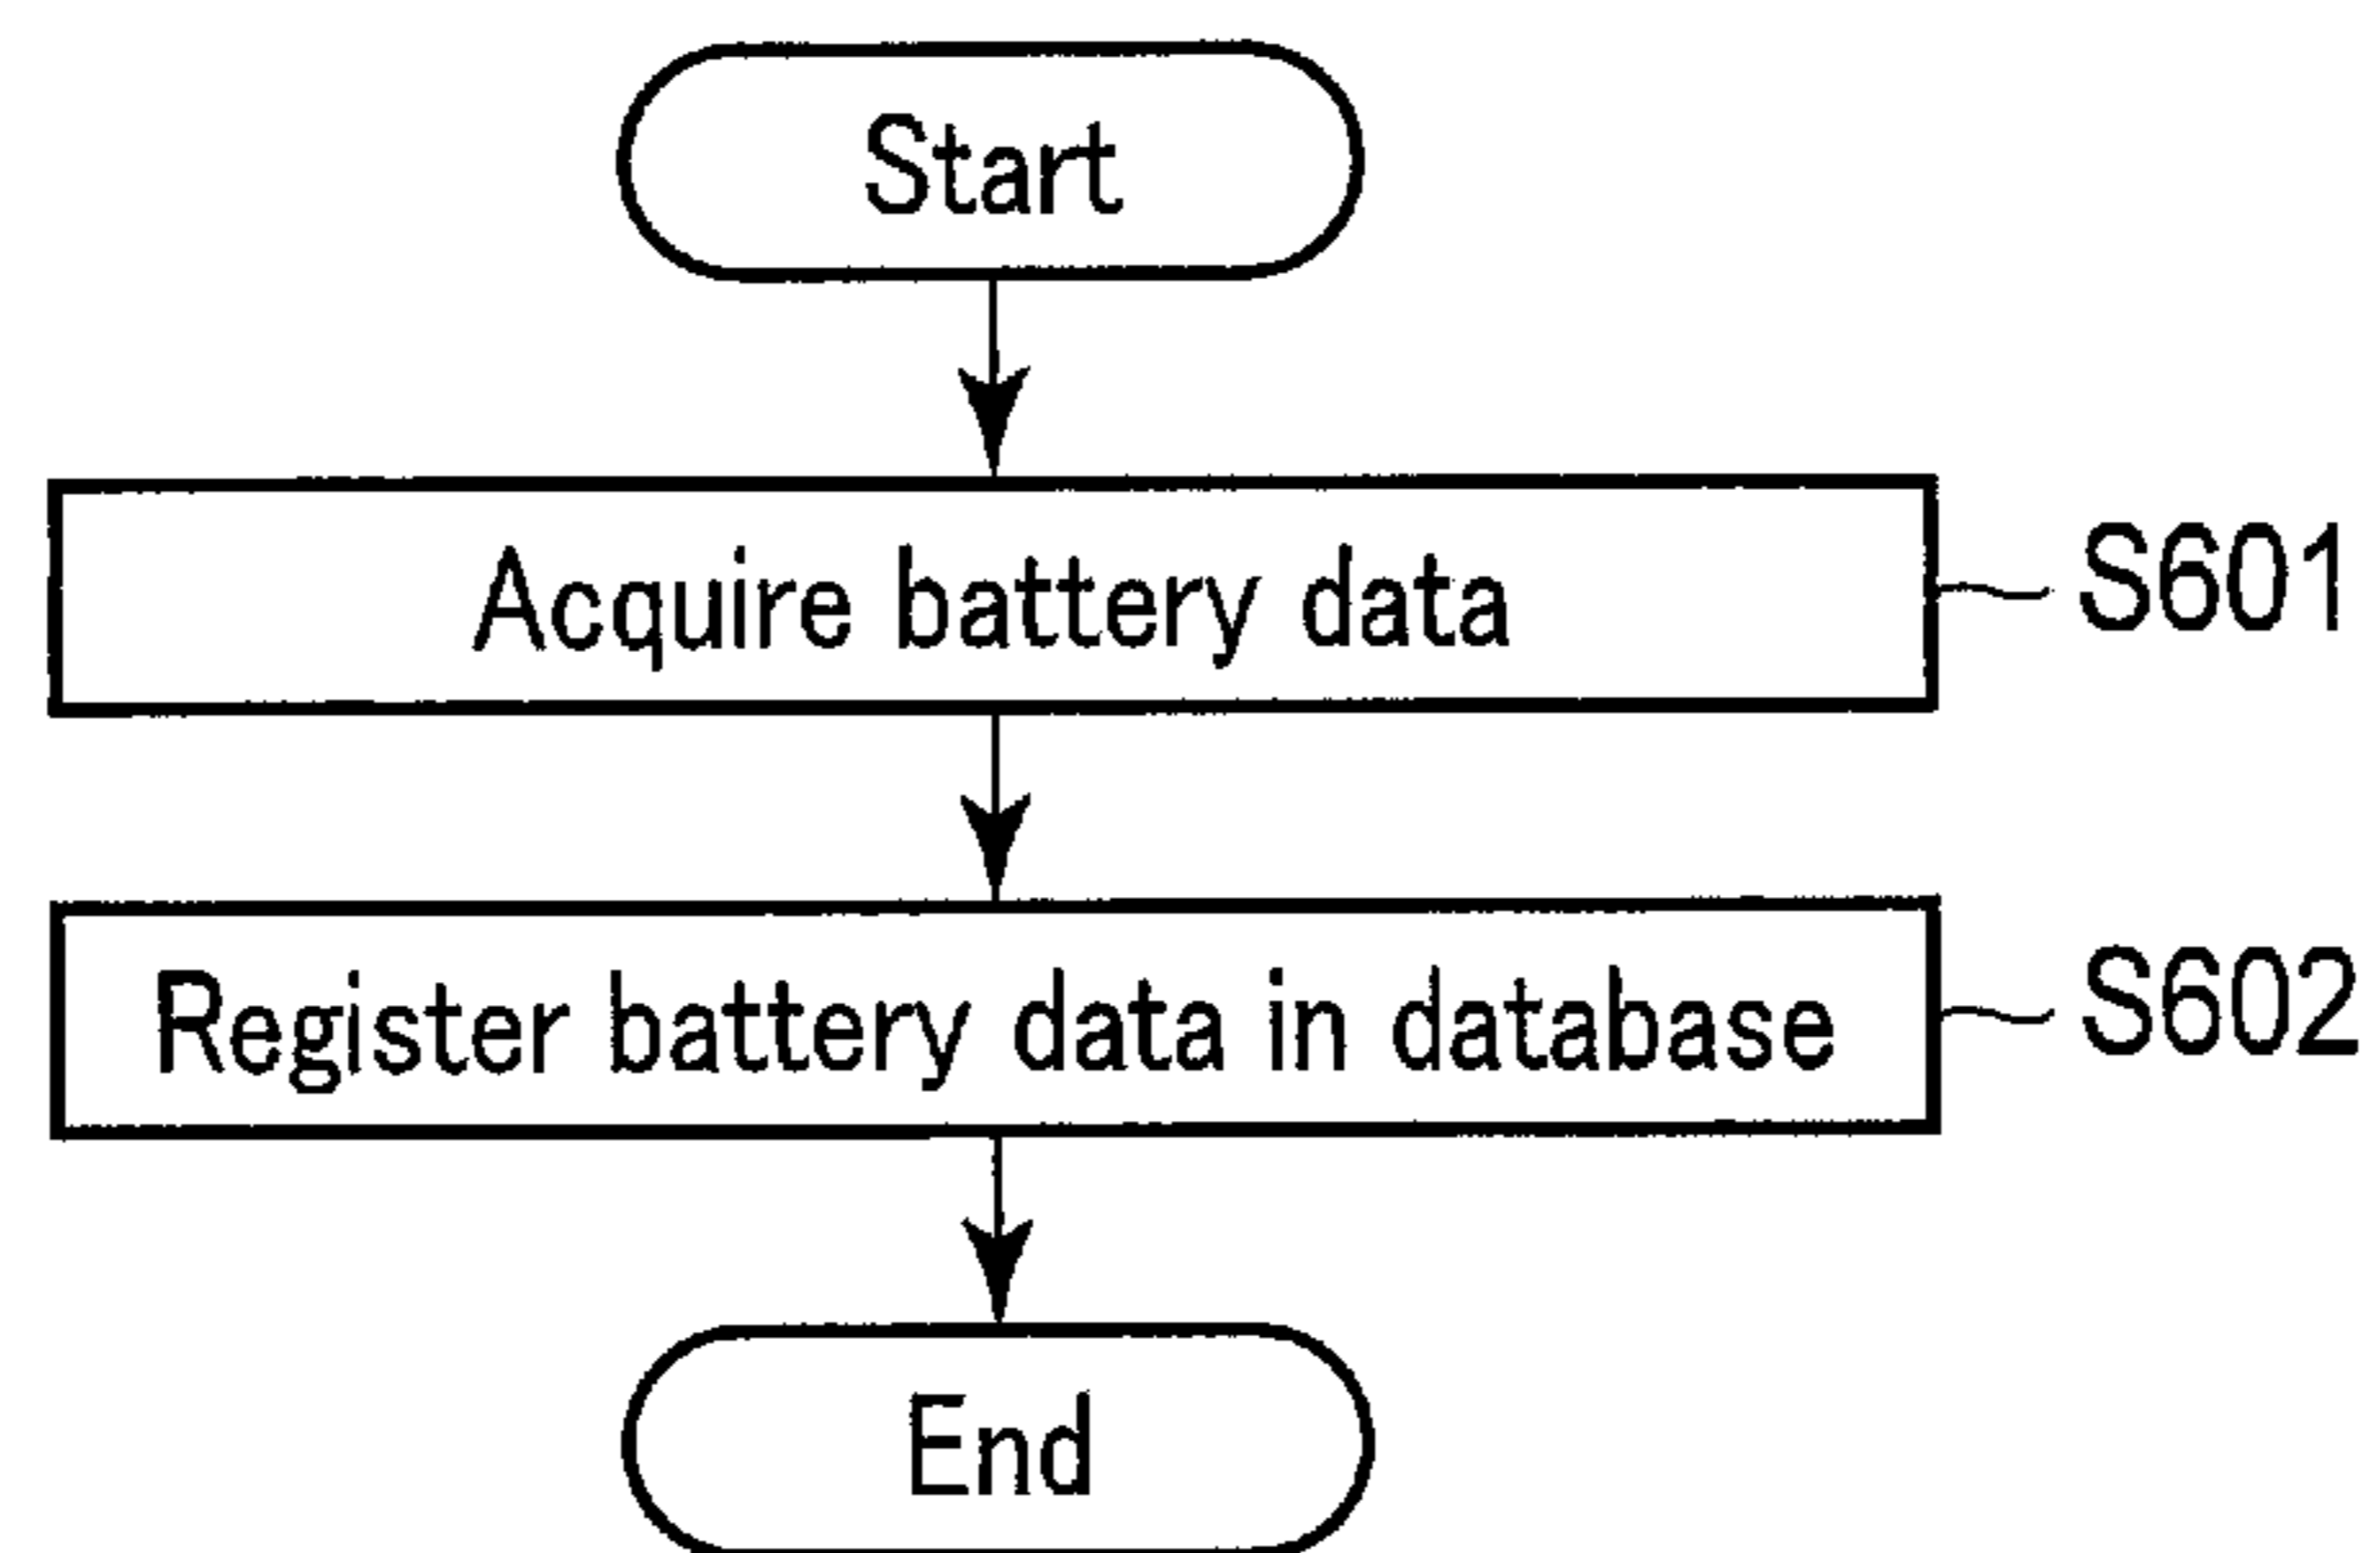 Start
Acquire battery data
S601
Register battery data in database
S602
End